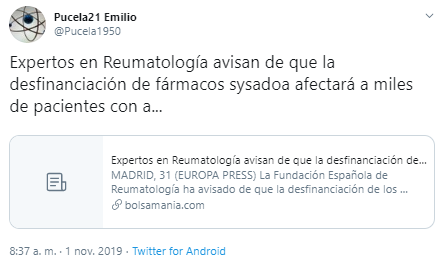 Pucela21 Emilio
@Pucela1950
Expertos en Reumatología avisan de que la
desfinanciación de fármacos sysadoa afectará a miles
de pacientes con a...
Expertos en Reumatología avisan de que la desfinanciación de...
MADRID, 31 (EUROPA PRESS) La Fundación Española de
Reumatología ha avisado de que la desfinanciación de los ...
bolsamania.com
8:37 a. m. · 1 nov. 2019 · Twitter for Android